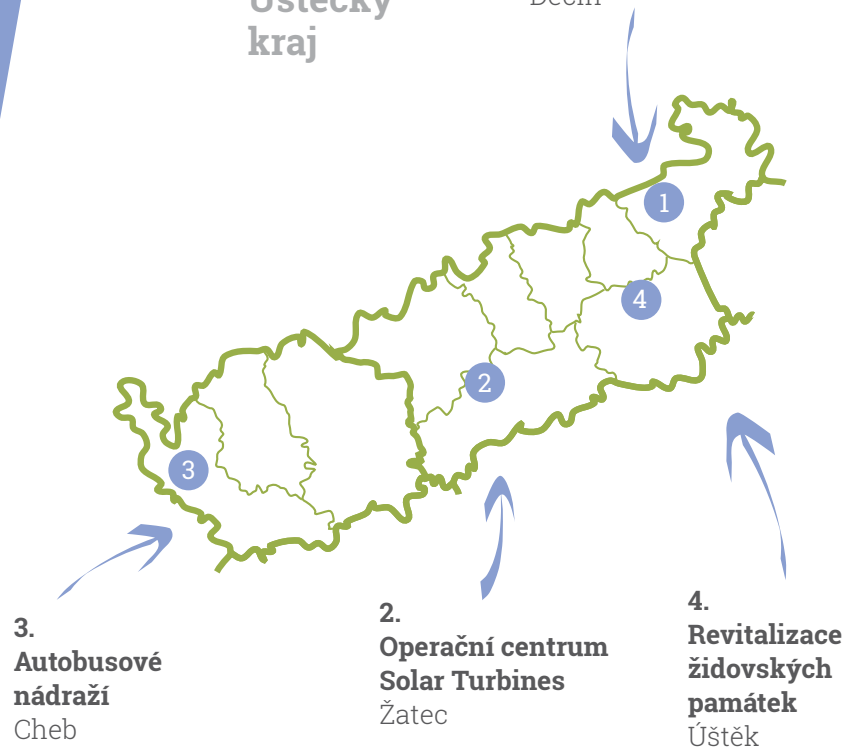 Ústecký
kraj
Děčín
1
4
2
3
3.
Autobusové
nádraží
Cheb
2.
Operační centrum
Solar Turbines
Žatec
4.
Revitalizace
židovských
památek
Úštěk